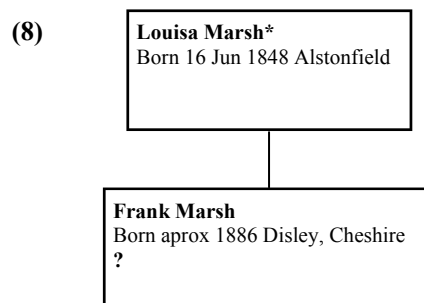 (8)
Louisa Marsh*
Born 16 Jun 1848 Alstonfield
Frank Marsh
Born aprox 1886 Disley, Cheshire
?